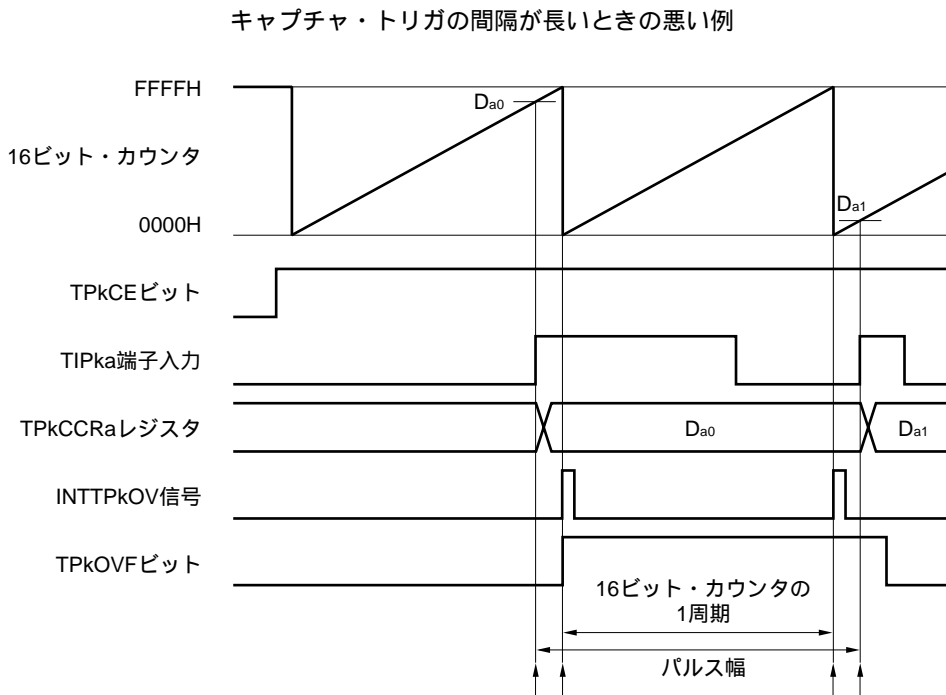 キャプチャ・トリガの間隔が長いときの悪い例
FFFFH
Da0
16ビット・カウンタ
Da1
0000H
TPkCEビット
TIPka端子入力
TPkCCRaレジスタ
Da0
Da1
INTTPkOV信号
TPkOVFビット
16ビット・カウンタの
1周期
パルス幅